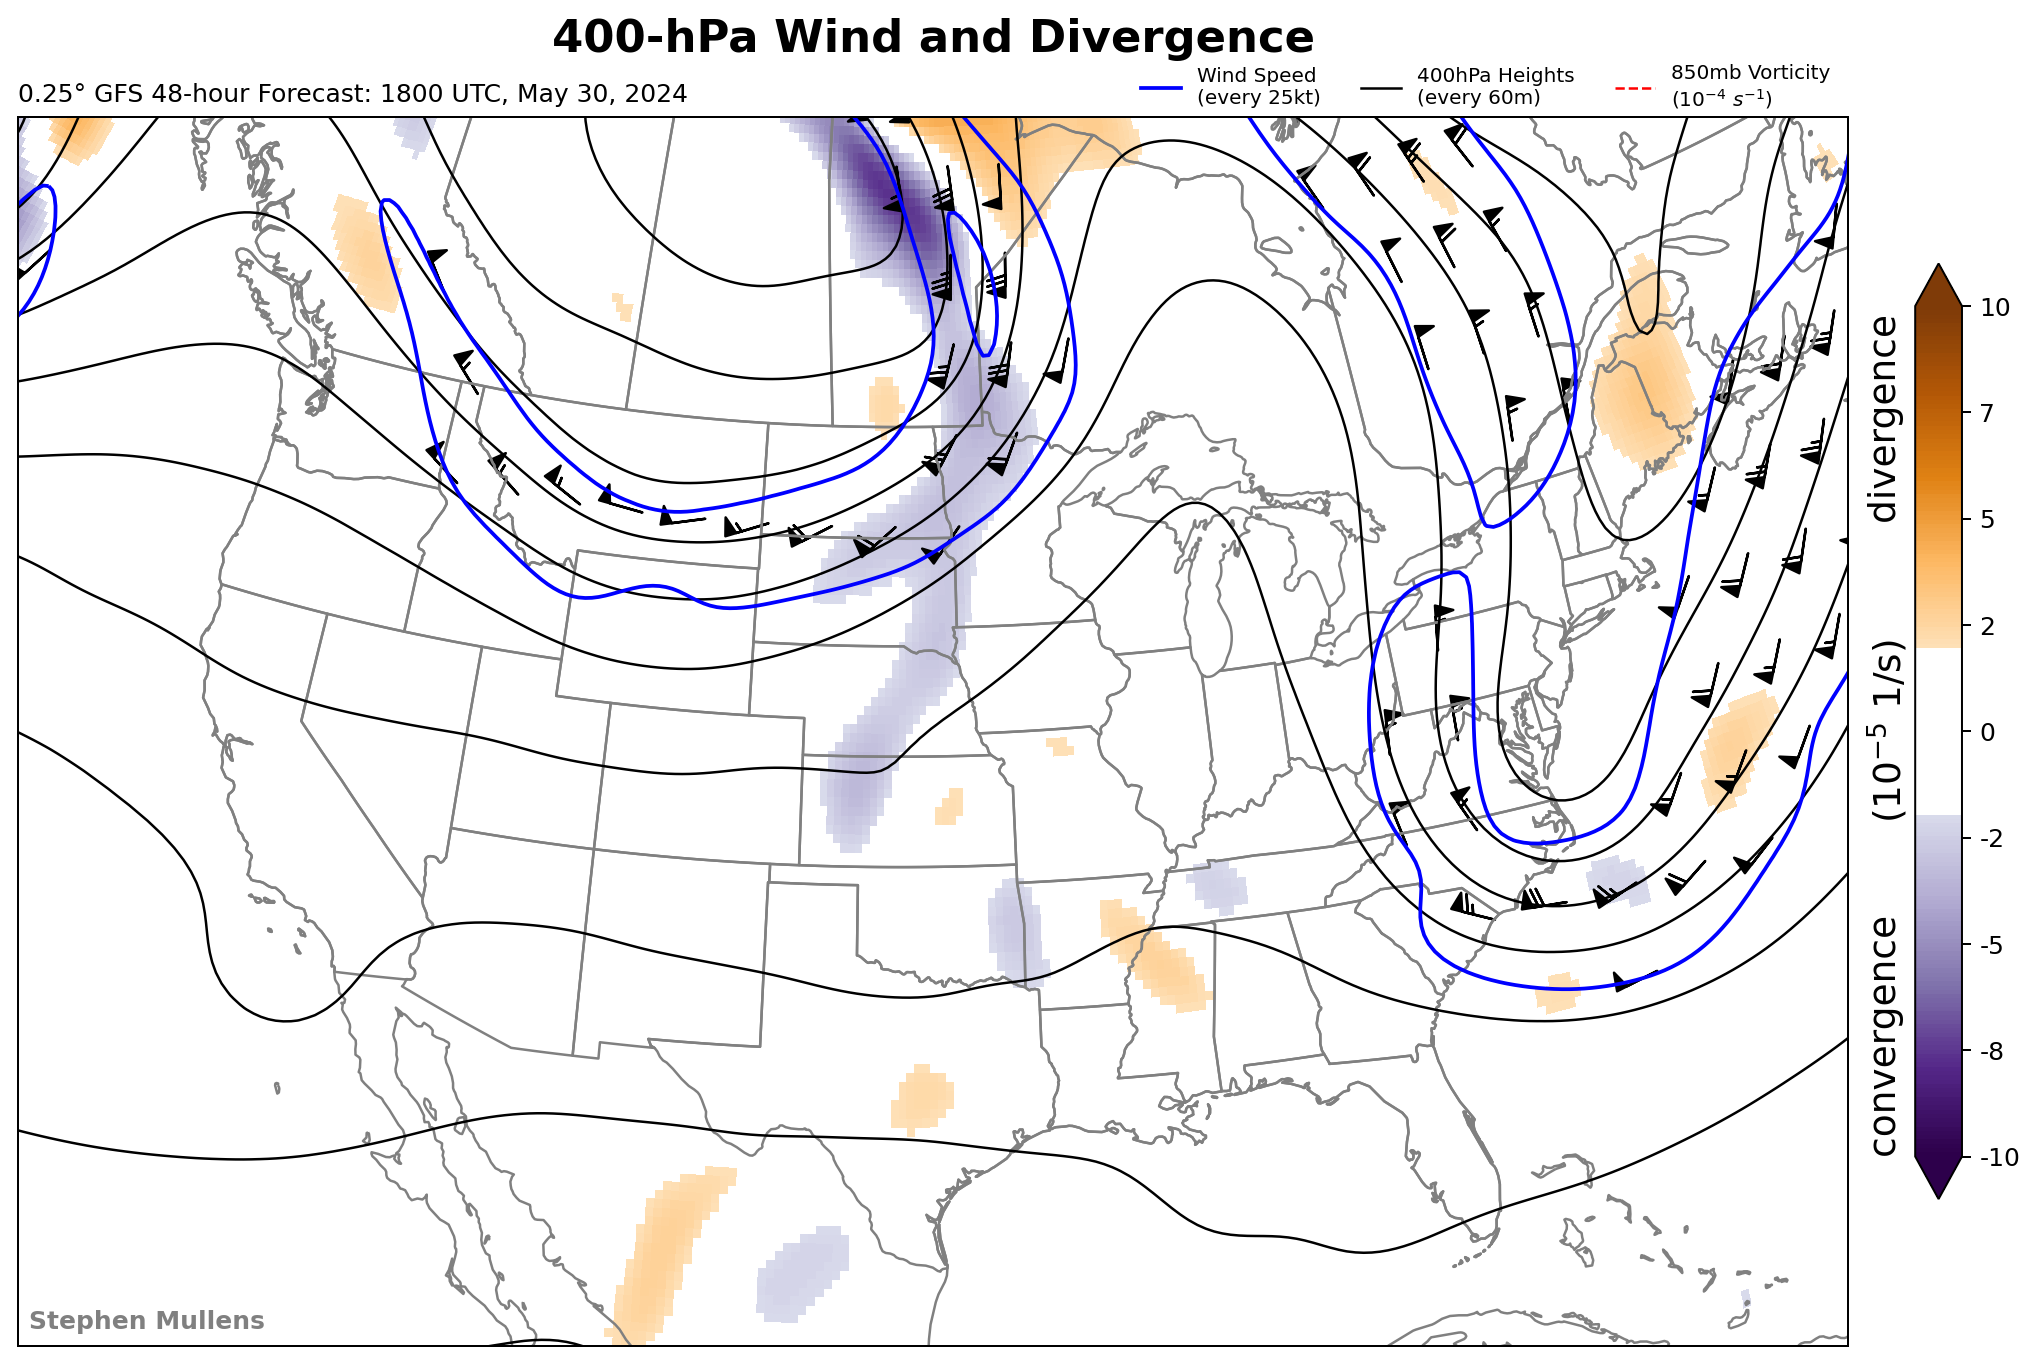 400-hPa Wind and Divergence
0.25° GFS 48-hour Forecast: 1800 UTC, May 30, 2024
Wind Speed
(every 25kt)
400hPa Heights
(every 60m)
850mb Vorticity
(10⁻⁴ s⁻¹)
10
7
5
2
0
-2
-5
-8
-10
convergence (10⁻⁵ 1/s) divergence
Stephen Mullens